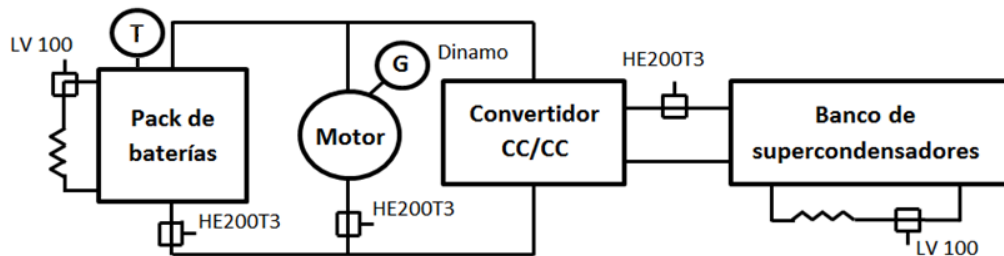 LV 100
T
Pack de
baterías
HE200T3
G
Dinamo
Motor
HE200T3
Convertidor
CC/CC
HE200T3
Banco de
supercondensadores
LV 100